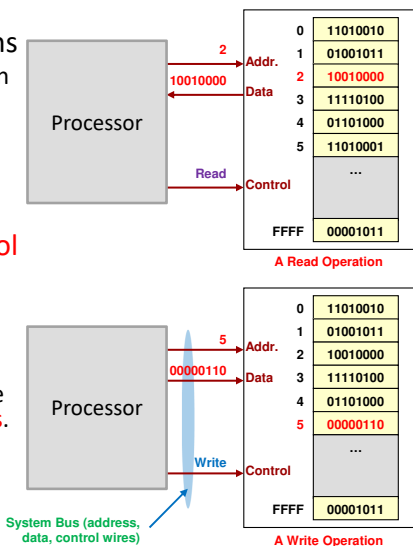 ns
n
ol
e
s.
Processor
2
Addr.
10010000
Data
Read
Control
0 11010010
1 01001011
2 10010000
3 11110100
4 01101000
5 11010001
...
FFFF 00001011
A Read Operation
Processor
5
Addr.
00000110
Data
Write
Control
0 11010010
1 01001011
2 10010000
3 11110100
4 01101000
5 00000110
...
FFFF 00001011
System Bus (address,
data, control wires)
A Write Operation